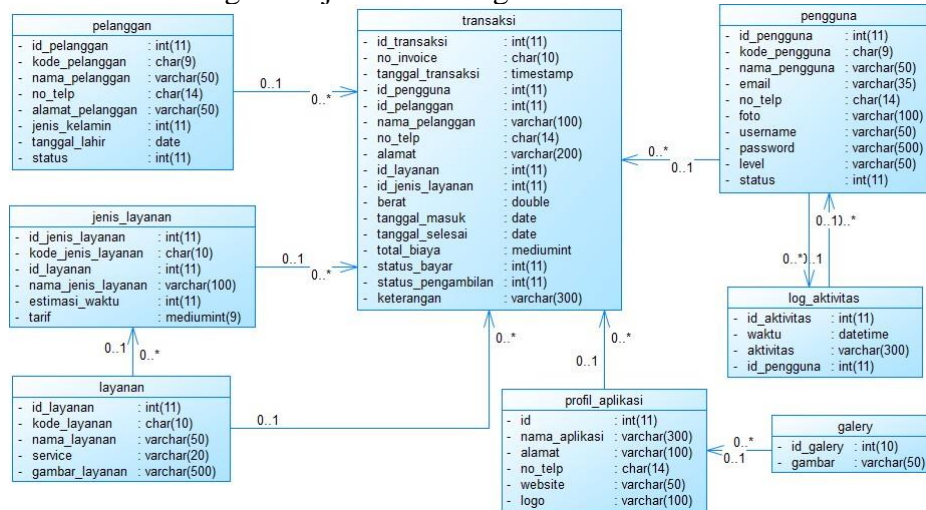 pelanggan
- id_pelanggan : int(11)
- kode_pelanggan : char(9)
- nama_pelanggan : varchar(50)
- no_telp : char(14)
- alamat_pelanggan : varchar(50)
- jenis_kelamin : int(11)
- tanggal_lahir : date
- status : int(11)
0..1
0..*
transaksi
- id_transaksi : int(11)
- no_invoice : char(10)
- tanggal_transaksi : timestamp
- id_pengguna : int(11)
- id_pelanggan : int(11)
- nama_pelanggan : varchar(100)
- no_telp : char(14)
- alamat : varchar(200)
- id_layanan : int(11)
- id_jenis_layanan : int(11)
- berat : double
- tanggal_masuk : date
- tanggal_selesai : date
- total_biaya : mediumint
- status_bayar : int(11)
- status_pengambilan : int(11)
- keterangan : varchar(300)
0..*
0..1
pengguna
- id_pengguna : int(11)
- kode_pengguna : char(9)
- nama_pengguna : varchar(50)
- email : varchar(35)
- no_telp : char(14)
- foto : varchar(100)
- username : varchar(50)
- password : varchar(500)
- level : varchar(50)
- status : int(11)
0..1)..*
0..*)..1
jenis_layanan
- id_jenis_layanan : int(11)
- kode_jenis_layanan : char(10)
- id_layanan : int(11)
- nama_jenis_layanan : varchar(100)
- estimasi_waktu : int(11)
- tarif : mediumint(9)
0..1
0..*
log_aktivitas
- id_aktivitas : int(11)
- waktu : datetime
- aktivitas : varchar(300)
- id_pengguna : int(11)
0..1
0..*
0..*
0..*
0..1
layanan
- id_layanan : int(11)
- kode_layanan : char(10)
- nama_layanan : varchar(50)
- service : varchar(20)
- gambar_layanan : varchar(500)
0..1
profil_aplikasi
- id : int(11)
- nama_aplikasi : varchar(300)
- alamat : varchar(100)
- no_telp : char(14)
- website : varchar(50)
- logo : varchar(100)
0..*
0..1
galery
- id_galery : int(10)
- gambar : varchar(50)